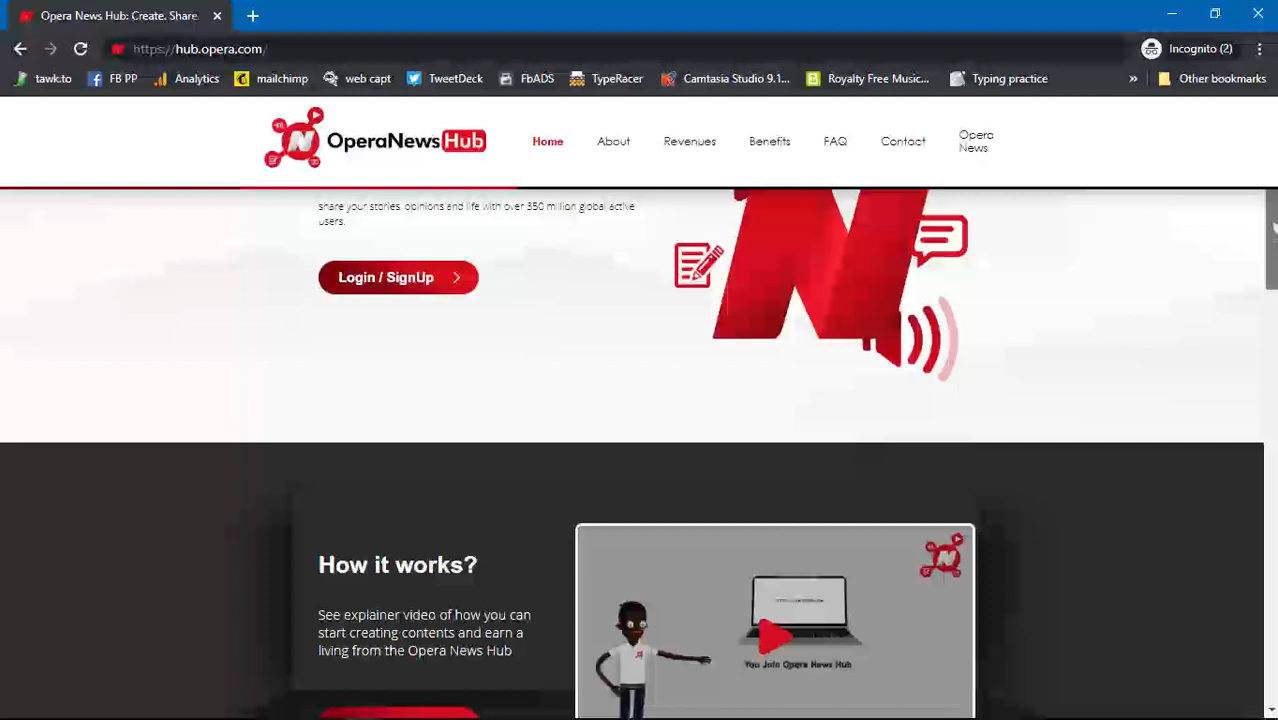 Opera News Hub: Create. Share.
https://hub.opera.com/
Incognito (2)
tawk.to
FB PP
Analytics
mailchimp
web capt
TweetDeck
FbADS
TypeRacer
Camtasia Studio 9.1...
Royalty Free Music...
Typing practice
»
Other bookmarks
N OperaNews Hub
Home
About
Revenues
Benefits
FAQ
Contact
Opera
News
share your stories, opinions and life with over 350 million global active
users.
Login / SignUp
N
How it works?
See explainer video of how you can
start creating contents and earn a
living from the Opera News Hub
N
You Join Opera News Hub